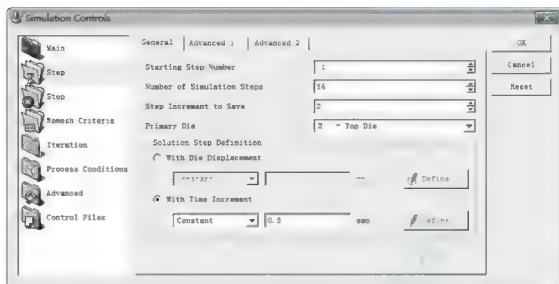 Simulation Controls
Main
Step
Stop
Remesh Criteria
Iteration
Process Conditions
Advanced
Control Files
General
Advanced 1
Advanced 2
Starting Step Number
1
Number of Simulation Steps
14
Step Increment to Save
2
Primary Die
2 - Top Die
Solution Step Definition
With Die Displacement
Define
With Time Increment
Constant
0.5
sec
OK
Cancel
Reset